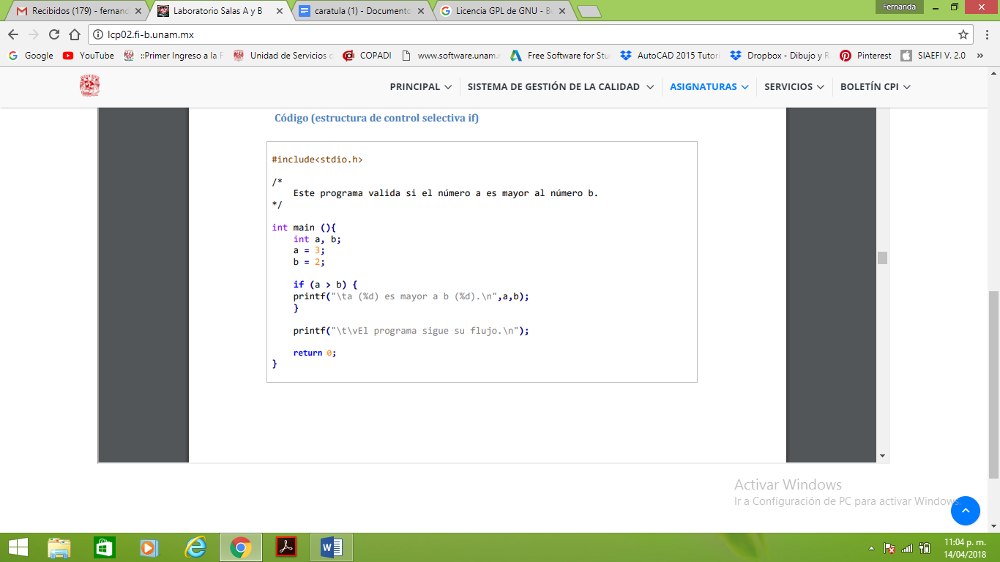 Recibidos (179) - fernand
Laboratorio Salas A y B
caratula (1) - Documento
Licencia GPL de GNU - B
Fernanda
lcp02.fi-b.unam.mx
Google
YouTube
::Primer Ingreso a la F
Unidad de Servicios
COPADI
www.software.unam.
Free Software for Stu
AutoCAD 2015 Tutori
Dropbox - Dibujo y R
Pinterest
SIAEFI V. 2.0
»
PRINCIPAL
SISTEMA DE GESTIÓN DE LA CALIDAD
ASIGNATURAS
SERVICIOS
BOLETÍN CPI
Código (estructura de control selectiva if)
#include<stdio.h>
/*
Este programa valida si el número a es mayor al número b.
*/
int main (){
int a, b;
a = 3;
b = 2;
if (a > b) {
printf("\ta (%d) es mayor a b (%d).\n",a,b);
}
printf("\t\vEl programa sigue su flujo.\n");
return 0;
}
Activar Windows
Ir a Configuración de PC para activar Windows.
11:04 p. m.
14/04/2018